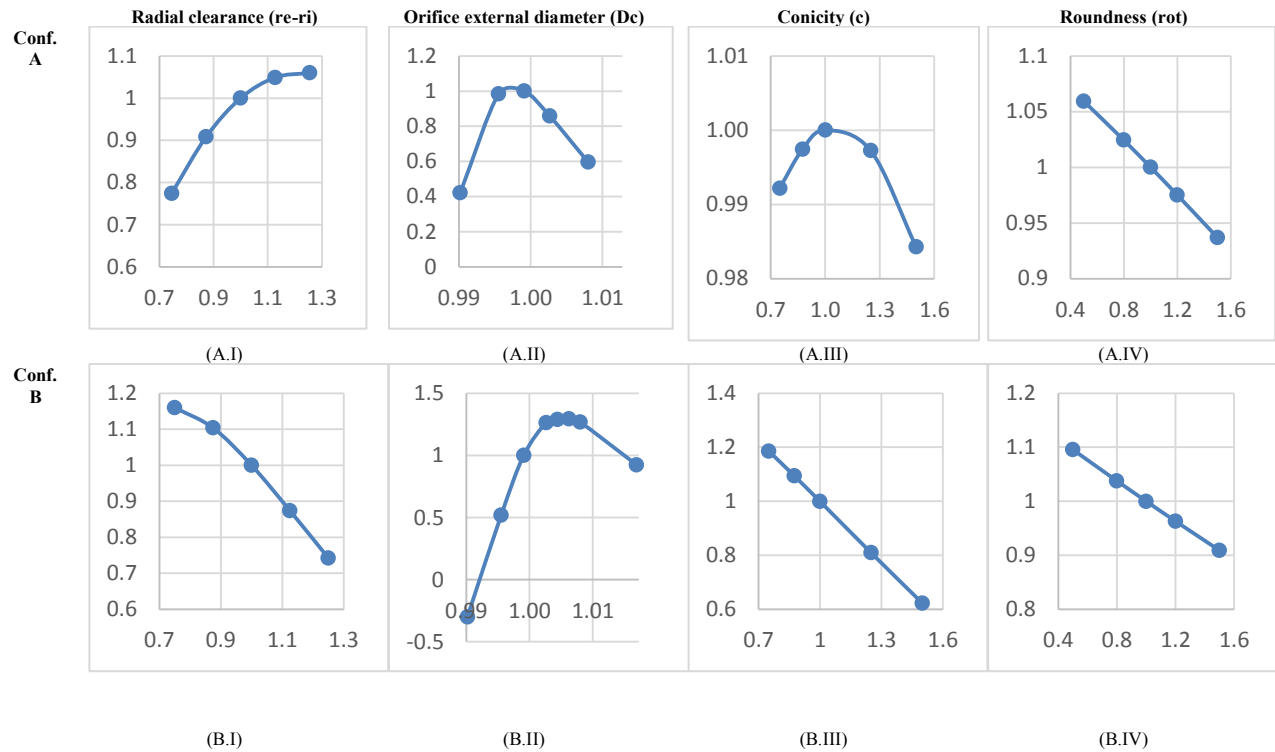 Radial clearance (re-ri) Orifice external diameter (Dc) Conicity (c) Roundness (rot)
Conf.
A
1.1
1
0.9
0.8
0.7
0.6
0.7 0.9 1.1 1.3
1.2
1
0.8
0.6
0.4
0.2
0
0.99 1.00 1.01
1.01
1.00
0.99
0.98
0.7 1.0 1.3 1.6
1.1
1.05
1
0.95
0.9
0.4 0.8 1.2 1.6
(A.I) (A.II) (A.III) (A.IV)
Conf.
B
1.2
1.1
1
0.9
0.8
0.7
0.6
0.7 0.9 1.1 1.3
1.5
1
0.5
0
0.99 1.00 1.01
-0.5
1.4
1.2
1
0.8
0.6
0.7 1 1.3 1.6
1.2
1.1
1
0.9
0.8
0.4 0.8 1.2 1.6
(B.I) (B.II) (B.III) (B.IV)